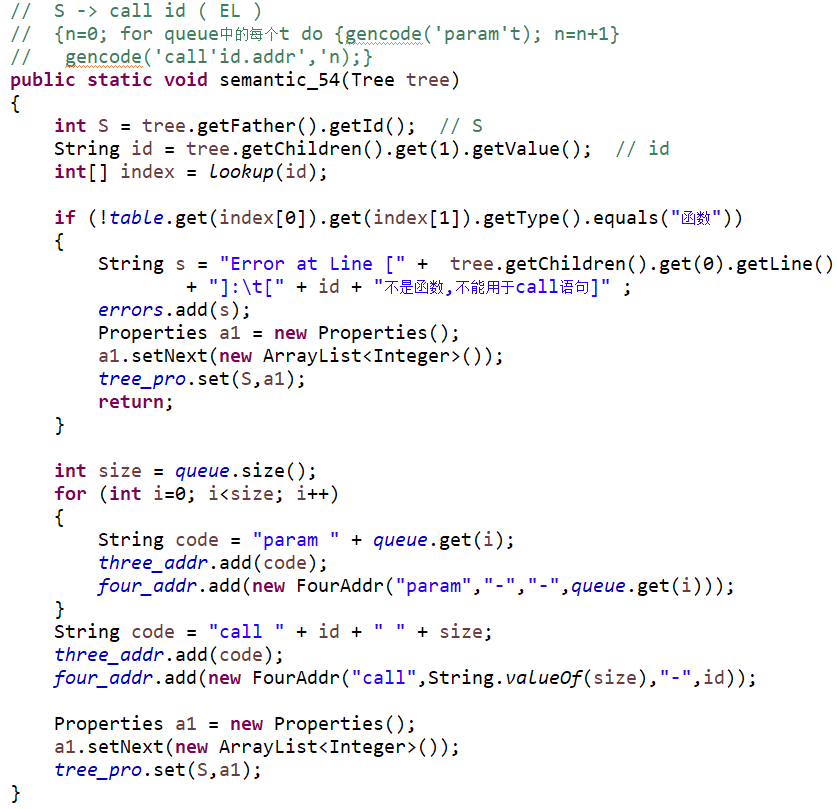 //  S -> call id ( EL )
//  {n=0; for queue中的每个t do {gencode('param't); n=n+1}
//   gencode('call'id.addr','n);}
public static void semantic_54(Tree tree)
{
    int S = tree.getFather().getId();  // S
    String id = tree.getChildren().get(1).getValue();  // id
    int[] index = lookup(id);

    if (!table.get(index[0]).get(index[1]).getType().equals("函数"))
    {
        String s = "Error at Line [" +  tree.getChildren().get(0).getLine()
                + "]:\t[" + id + "不是函数,不能用于call语句]" ;
        errors.add(s);
        Properties a1 = new Properties();
        a1.setNext(new ArrayList<Integer>());
        tree_pro.set(S,a1);
        return;
    }

    int size = queue.size();
    for (int i=0; i<size; i++)
    {
        String code = "param " + queue.get(i);
        three_addr.add(code);
        four_addr.add(new FourAddr("param","-","-",queue.get(i)));
    }
    String code = "call " + id + " " + size;
    three_addr.add(code);
    four_addr.add(new FourAddr("call",String.valueOf(size),"-",id));

    Properties a1 = new Properties();
    a1.setNext(new ArrayList<Integer>());
    tree_pro.set(S,a1);
}